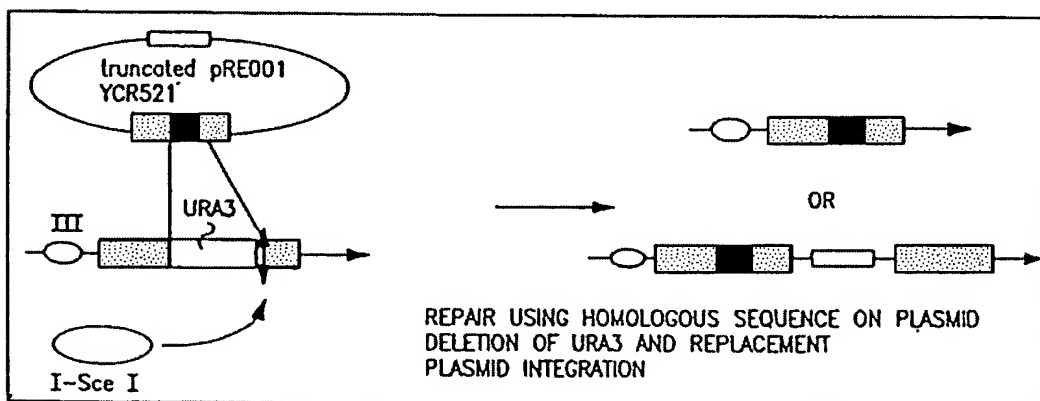 truncated pRE001
YCR521'
URA3
III
I-Sce I
OR
REPAIR USING HOMOLOGOUS SEQUENCE ON PLASMID
DELETION OF URA3 AND REPLACEMENT
PLASMID INTEGRATION